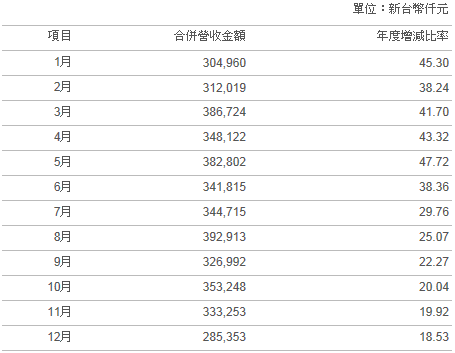 單位：新台幣仟元
項目 合併營收金額 年度增減比率
1月 304,960 45.30
2月 312,019 38.24
3月 386,724 41.70
4月 348,122 43.32
5月 382,802 47.72
6月 341,815 38.36
7月 344,715 29.76
8月 392,913 25.07
9月 326,992 22.27
10月 353,248 20.04
11月 333,253 19.92
12月 285,353 18.53